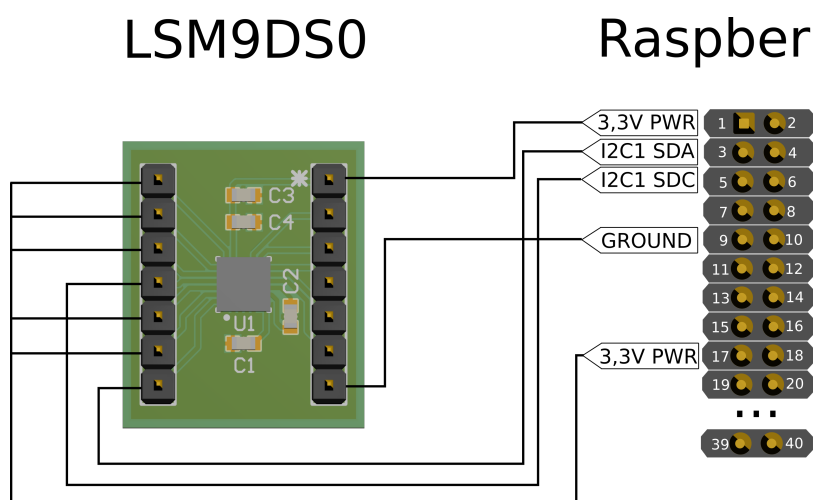 LSM9DS0
Raspber
3,3V PWR
1 2
I2C1 SDA
3 4
I2C1 SDC
5 6
7 8
GROUND
9 10
11 12
13 14
15 16
3,3V PWR
17 18
19 20
...
39 40
C3
C4
C2
U1
C1